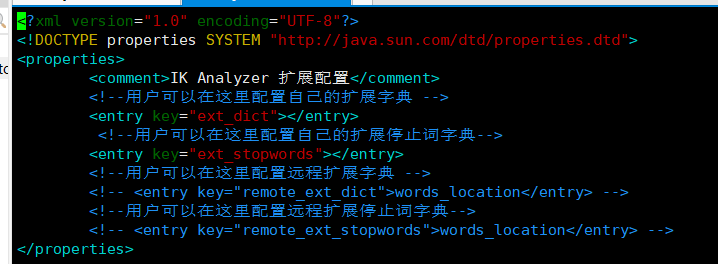 <?xml version="1.0" encoding="UTF-8"?>
<!DOCTYPE properties SYSTEM "http://java.sun.com/dtd/properties.dtd">
<properties>
        <comment>IK Analyzer 扩展配置</comment>
        <!--用户可以在这里配置自己的扩展字典 -->
        <entry key="ext_dict"></entry>
         <!--用户可以在这里配置自己的扩展停止词字典-->
        <entry key="ext_stopwords"></entry>
        <!--用户可以在这里配置远程扩展字典 -->
        <!-- <entry key="remote_ext_dict">words_location</entry> -->
        <!--用户可以在这里配置远程扩展停止词字典-->
        <!-- <entry key="remote_ext_stopwords">words_location</entry> -->
</properties>